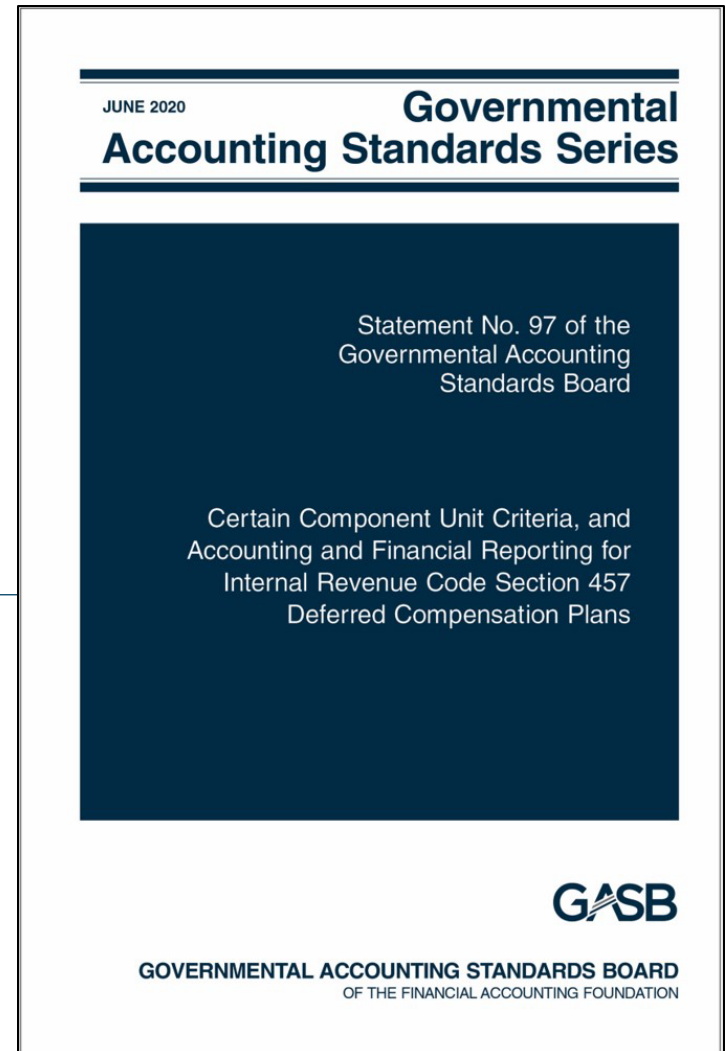 JUNE 2020
Governmental
Accounting Standards Series
Statement No. 97 of the
Governmental Accounting
Standards Board
Certain Component Unit Criteria, and
Accounting and Financial Reporting for
Internal Revenue Code Section 457
Deferred Compensation Plans
GASB
GOVERNMENTAL ACCOUNTING STANDARDS BOARD
OF THE FINANCIAL ACCOUNTING FOUNDATION